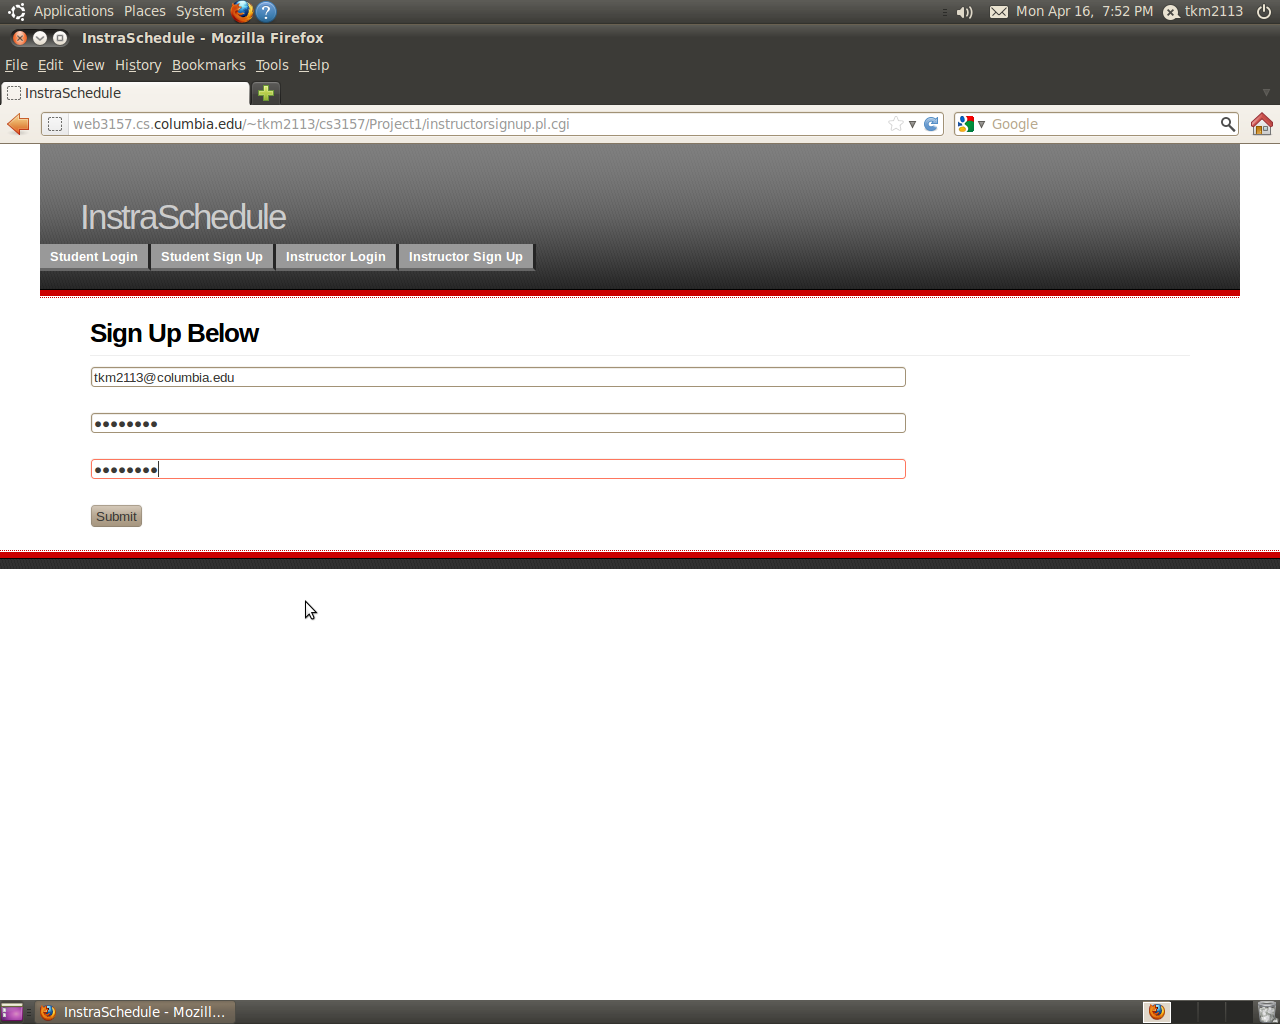 Applications Places System Mon Apr 16, 7:52 PM tkm2113
InstraSchedule - Mozilla Firefox
File Edit View History Bookmarks Tools Help
InstraSchedule
web3157.cs.columbia.edu/~tkm2113/cs3157/Project1/instructorsignup.pl.cgi Google
InstraSchedule
Student Login Student Sign Up Instructor Login Instructor Sign Up
Sign Up Below
tkm2113@columbia.edu
●●●●●●●●
●●●●●●●●
Submit
InstraSchedule - Mozill...